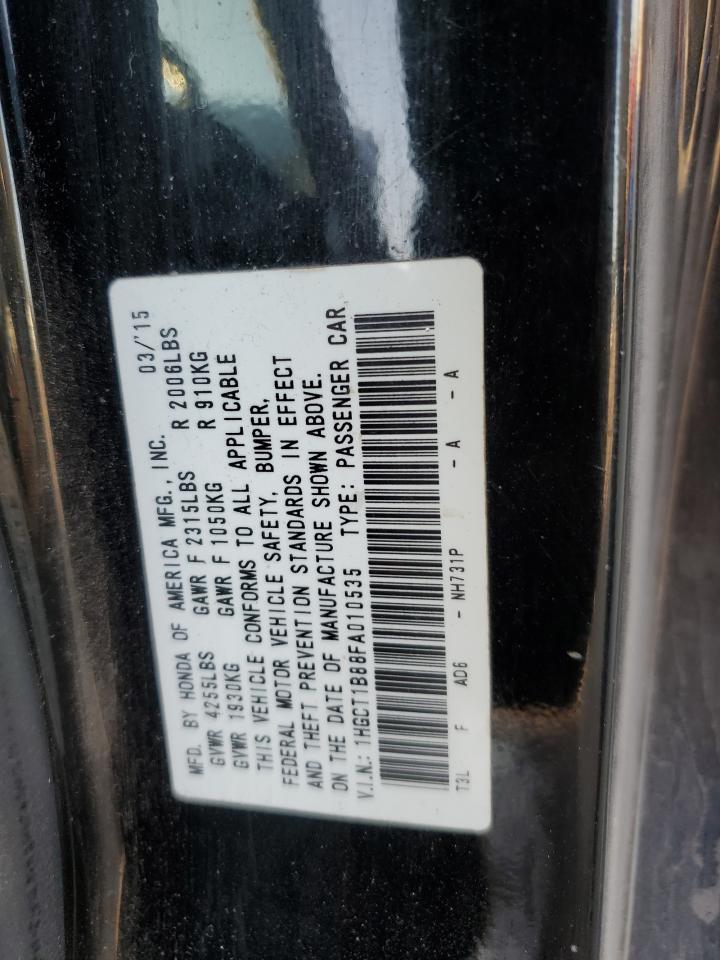 MFD. BY HONDA OF AMERICA MFG., INC. 03/'15
GVWR 4255LBS GAWR F 2315LBS R 2006LBS
GVWR 1930KG GAWR F 1050KG R 910KG
THIS VEHICLE CONFORMS TO ALL APPLICABLE
FEDERAL MOTOR VEHICLE SAFETY, BUMPER,
AND THEFT PREVENTION STANDARDS IN EFFECT
ON THE DATE OF MANUFACTURE SHOWN ABOVE.
V.I.N.: 1HGCT1B88FA010535 TYPE: PASSENGER CAR
T3L F AD6 - NH731P - A - A